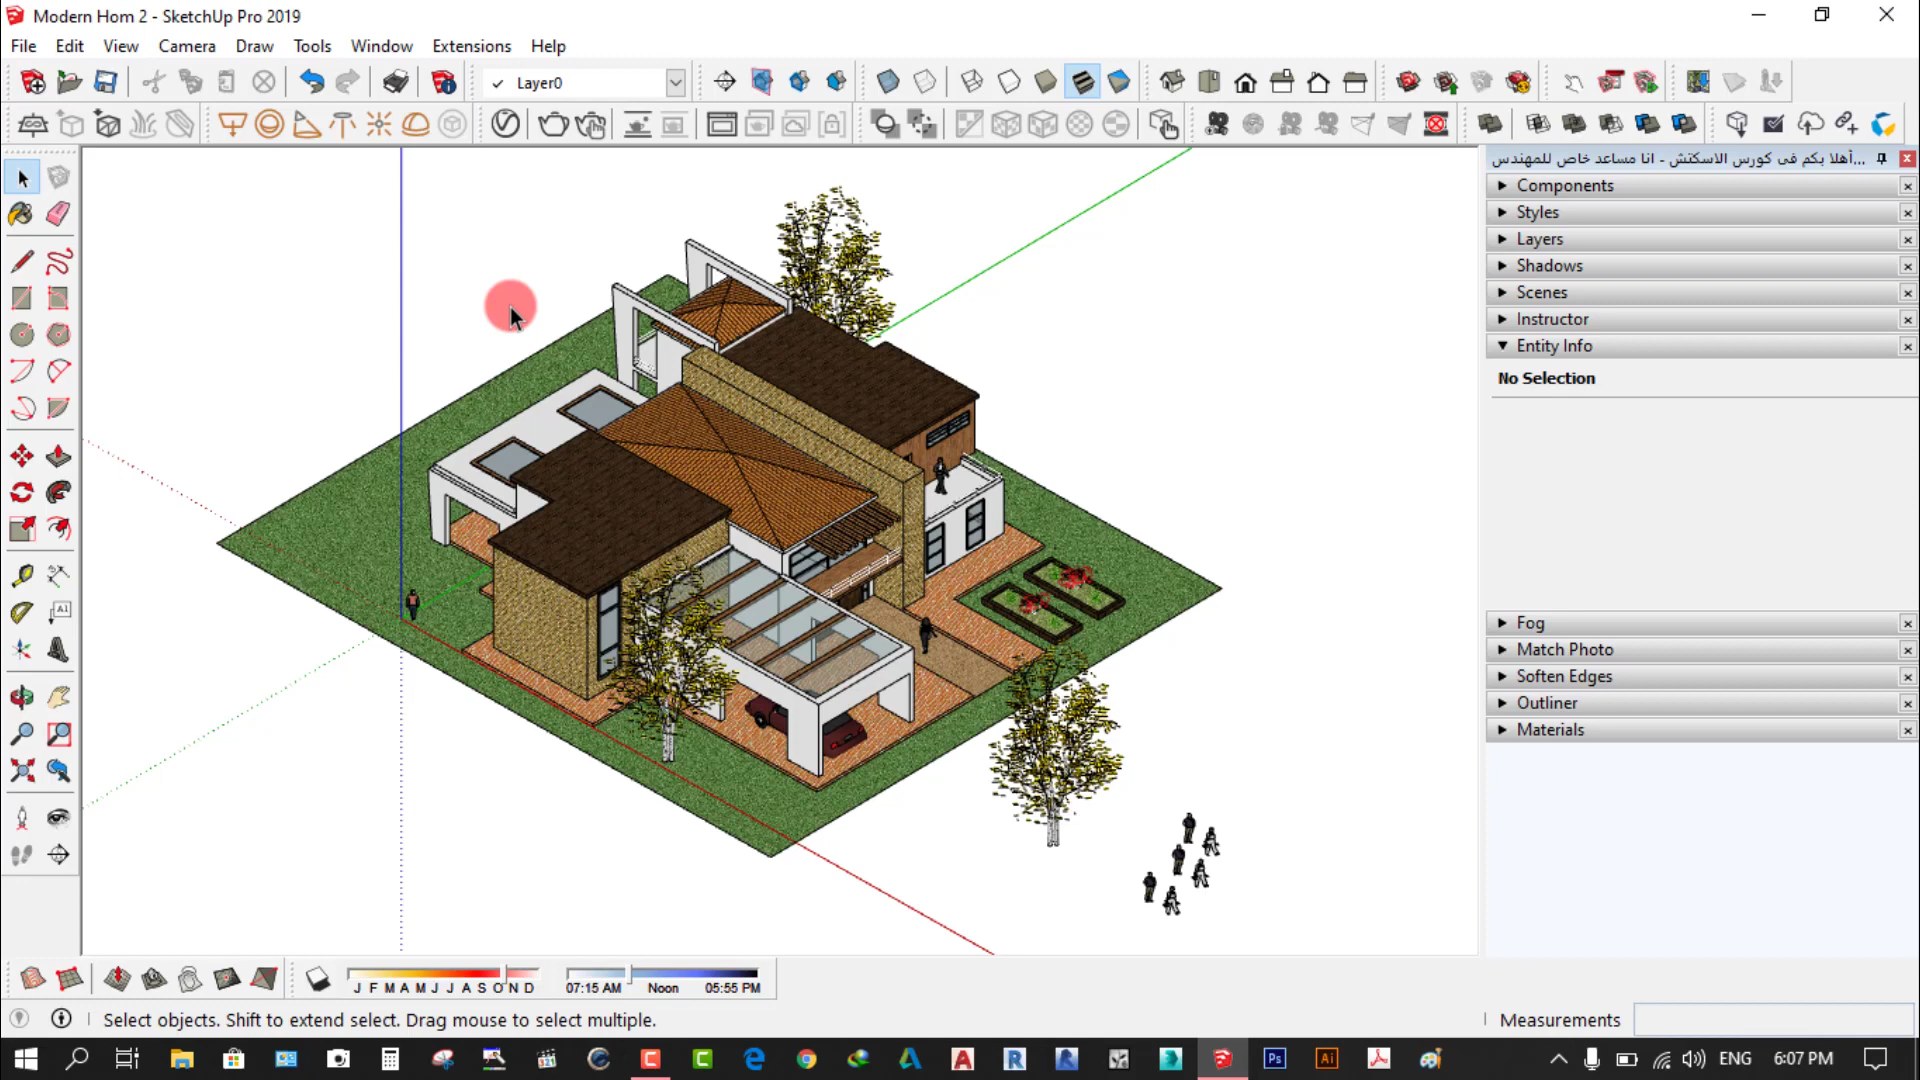 Modern Hom 2 - SketchUp Pro 2019
File Edit View Camera Draw Tools Window Extensions Help
Layer0
أهلا بكم فى كورس الاسكتش - انا مساعد خاص للمهندس...
Components
Styles
Layers
Shadows
Scenes
Instructor
Entity Info
No Selection
A1
Fog
Match Photo
Soften Edges
Outliner
Materials
J F M A M J J A S O N D
07:15 AM Noon 05:55 PM
Select objects. Shift to extend select. Drag mouse to select multiple.
Measurements
ENG 6:07 PM